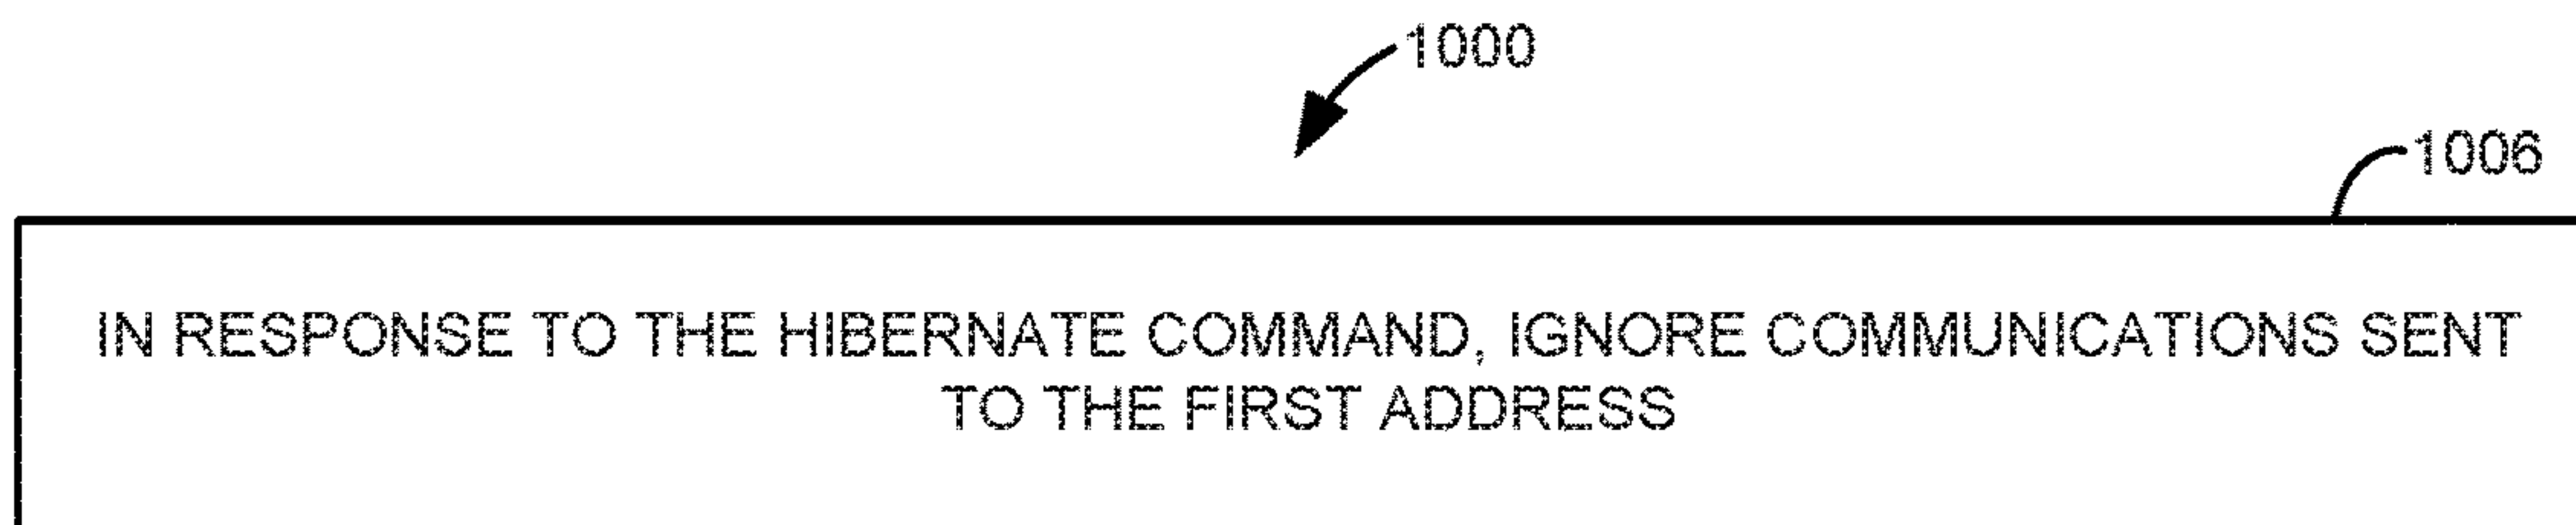 1000
1006
IN RESPONSE TO THE HIBERNATE COMMAND, IGNORE COMMUNICATIONS SENT
TO THE FIRST ADDRESS